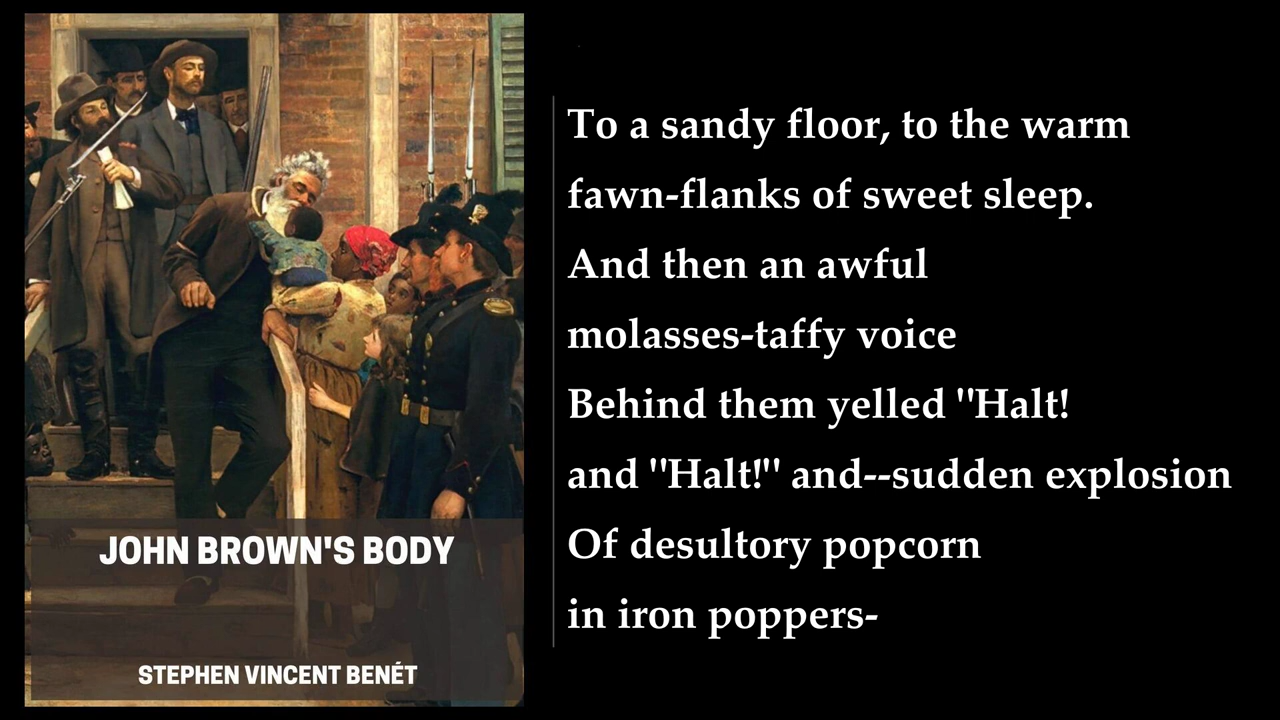 JOHN BROWN'S BODY
STEPHEN VINCENT BENÉT
To a sandy floor, to the warm
fawn-flanks of sweet sleep.
And then an awful
molasses-taffy voice
Behind them yelled "Halt!
and "Halt!" and--sudden explosion
Of desultory popcorn
in iron poppers-